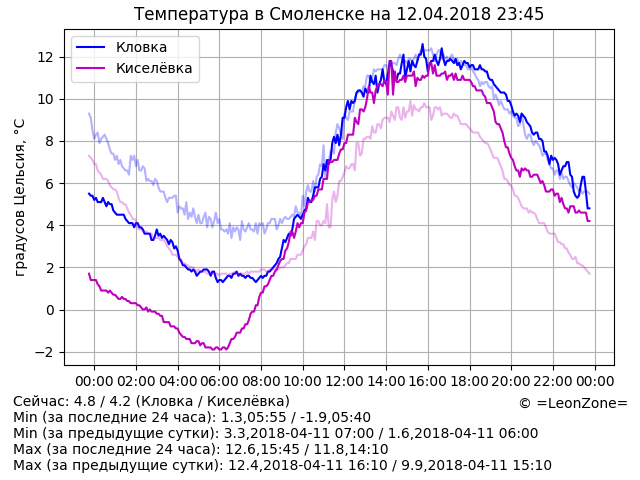 Температура в Смоленске на 12.04.2018 23:45
Кловка
Киселёвка
градусов Цельсия, °C
12
10
8
6
4
2
0
−2
00:00 02:00 04:00 06:00 08:00 10:00 12:00 14:00 16:00 18:00 20:00 22:00 00:00
Сейчас: 4.8 / 4.2 (Кловка / Киселёвка)
© =LeonZone=
Min (за последние 24 часа): 1.3,05:55 / -1.9,05:40
Min (за предыдущие сутки): 3.3,2018-04-11 07:00 / 1.6,2018-04-11 06:00
Max (за последние 24 часа): 12.6,15:45 / 11.8,14:10
Max (за предыдущие сутки): 12.4,2018-04-11 16:10 / 9.9,2018-04-11 15:10